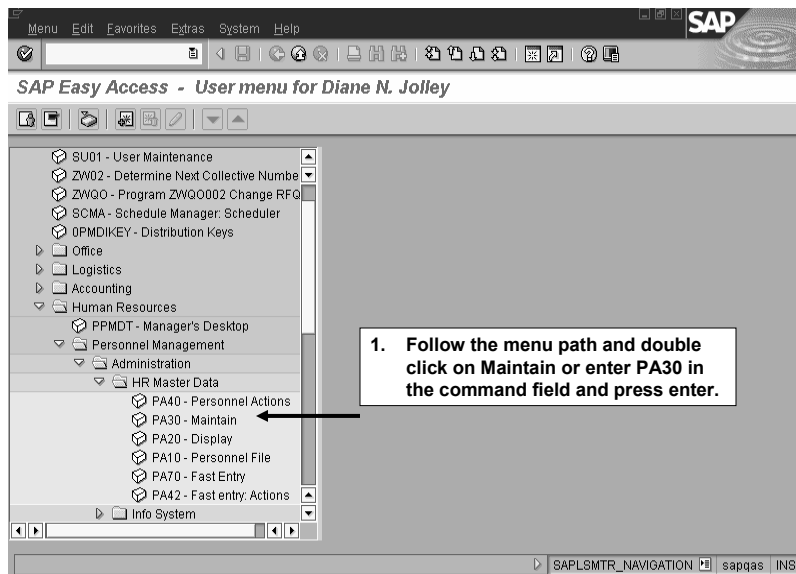 Menu Edit Favorites Extras System Help
SAP
SAP Easy Access - User menu for Diane N. Jolley
SU01 - User Maintenance
ZW02 - Determine Next Collective Numbe
ZWQO - Program ZWQO002 Change RFQ
SCMA - Schedule Manager: Scheduler
0PMDIKEY - Distribution Keys
Office
Logistics
Accounting
Human Resources
PPMDT - Manager's Desktop
Personnel Management
Administration
HR Master Data
PA40 - Personnel Actions
PA30 - Maintain
PA20 - Display
PA10 - Personnel File
PA70 - Fast Entry
PA42 - Fast entry: Actions
Info System
1. Follow the menu path and double
click on Maintain or enter PA30 in
the command field and press enter.
SAPLSMTR_NAVIGATION sapqas INS